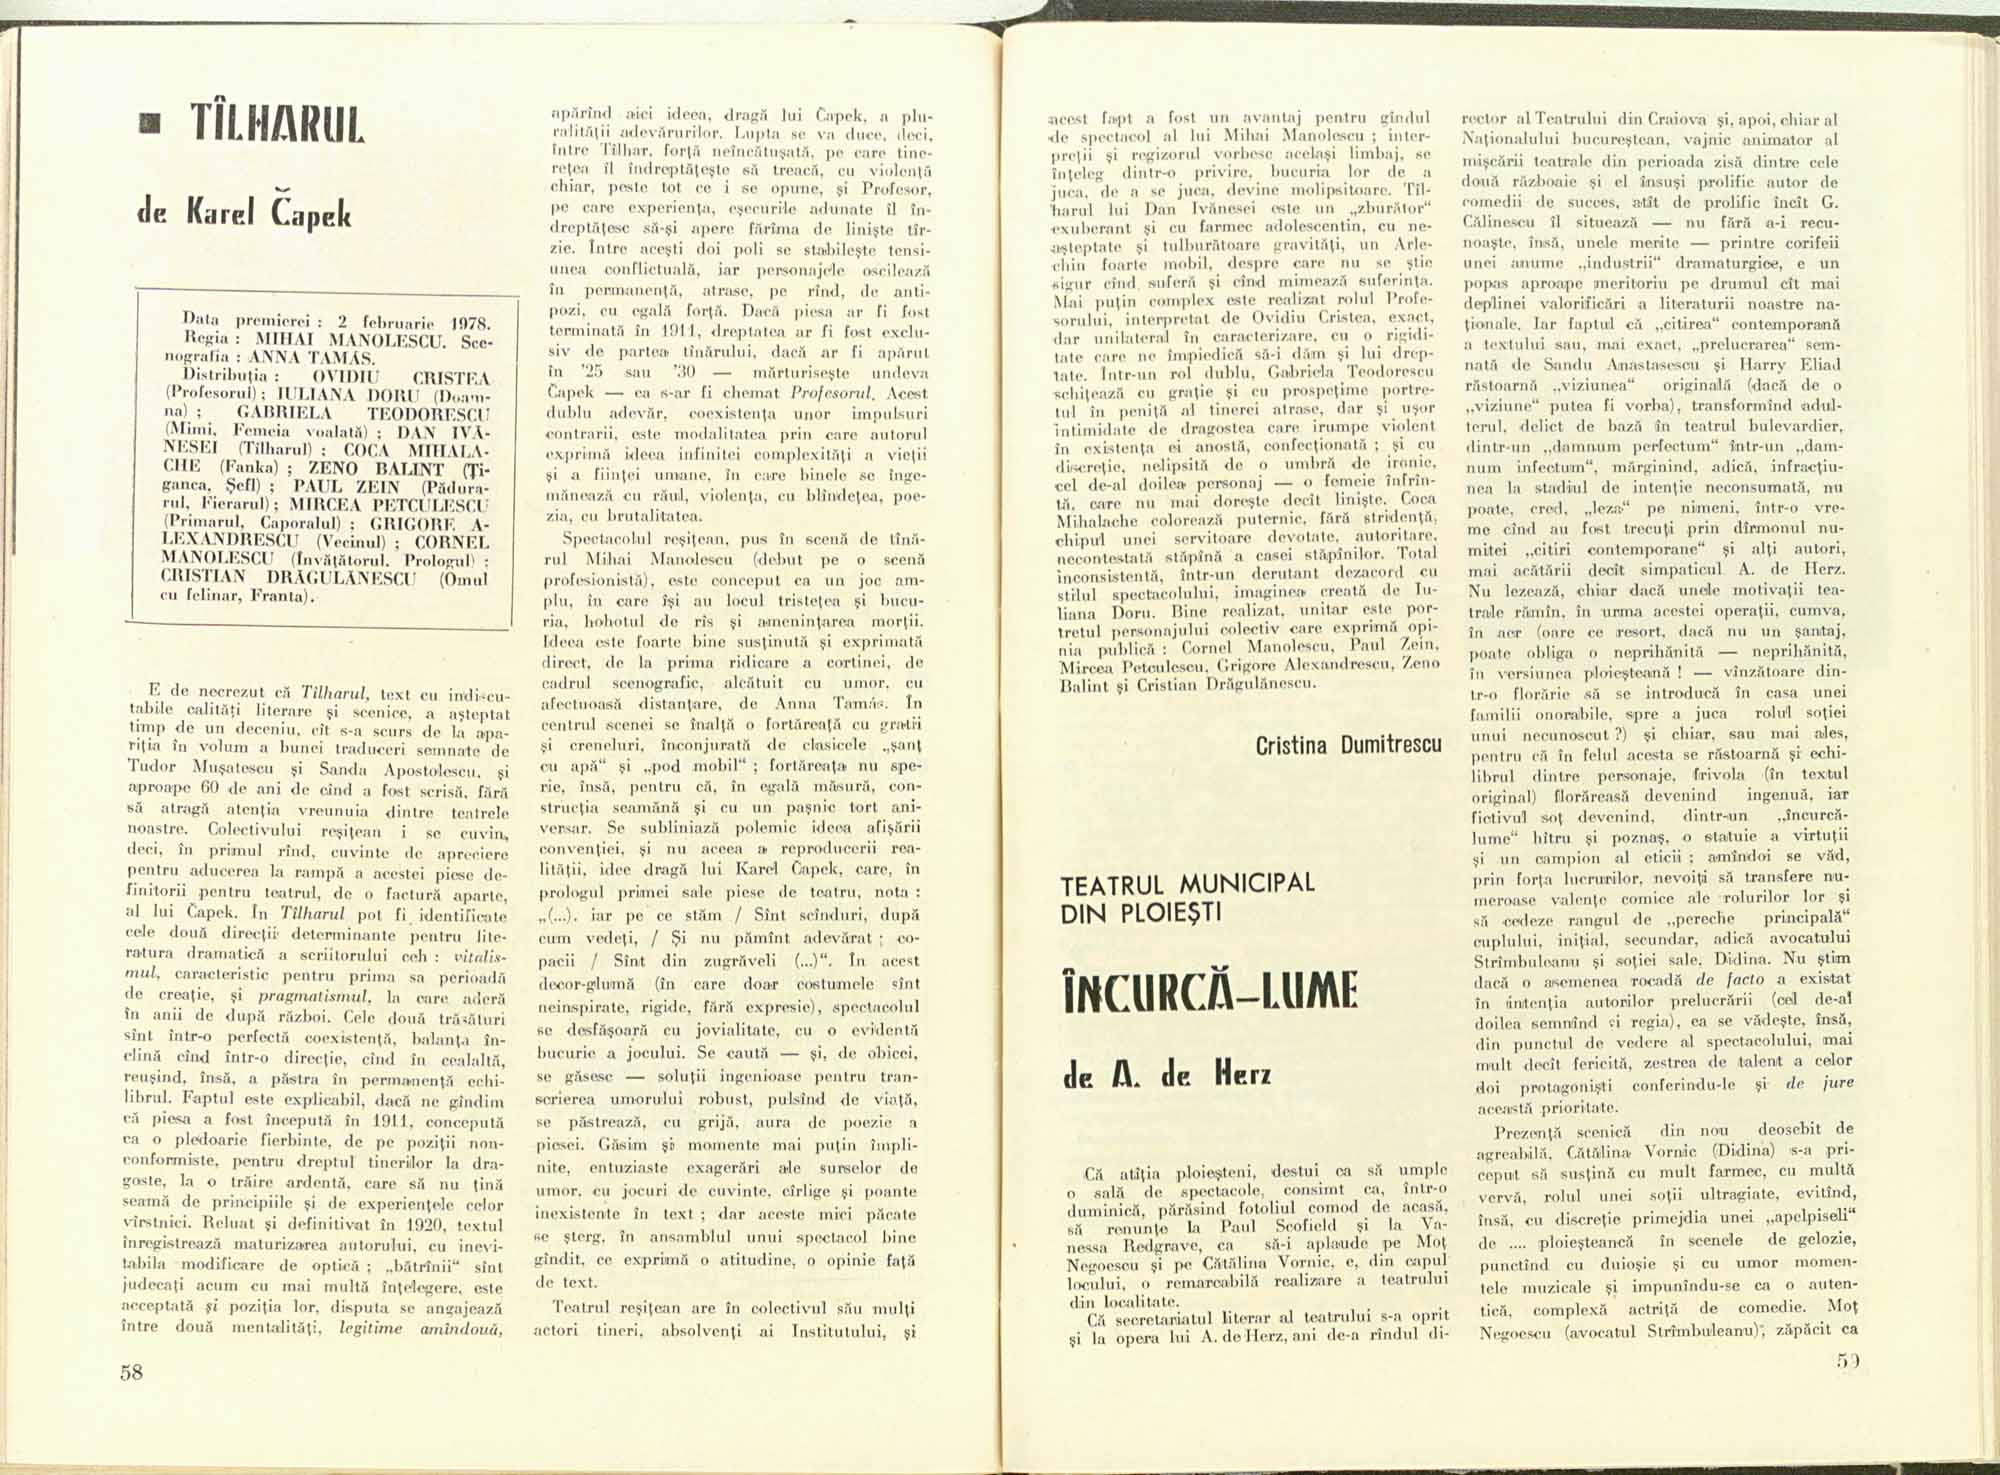 ■ TÎLHARUL
de Karel Čapek
Data premierei : 2 februarie 1978.
Regia : MIHAI MANOLESCU. Sce-
nografia : ANNA TAMÁS.
Distribuția : OVIDIU CRISTEA
(Profesorul) ; IULIANA DORU (Doam-
na) ; GABRIELA TEODORESCU
(Mimi, Femeia voalată) ; DAN IVĂ-
NESEI (Tîlharul) ; COCA MIHALA-
CHE (Fanka) ; ZENO BALINT (Ți-
ganca, Șefl) ; PAUL ZEIN (Pădura-
rul, Fierarul) ; MIRCEA PETCULESCU
(Primarul, Caporalul) ; GRIGORE A-
LEXANDRESCU (Vecinul) ; CORNEL
MANOLESCU (Învățătorul, Prologul) ;
CRISTIAN DRĂGULĂNESCU (Omul
cu felinar, Franta).
E de necrezut că Tîlharul, text cu indiscu-
tabile calități literare și scenice, a așteptat
timp de un deceniu, cît s-a scurs de la apa-
riția în volum a bunei traduceri semnate de
Tudor Mușatescu și Sanda Apostolescu, și
aproape 60 de ani de cînd a fost scrisă, fără
să atragă atenția vreunuia dintre teatrele
noastre. Colectivului reșițean i se cuvin,
deci, în primul rînd, cuvinte de apreciere
pentru aducerea la rampă a acestei piese de-
finitorii pentru teatrul, de o factură aparte,
al lui Čapek. În Tîlharul pot fi identificate
cele două direcții determinante pentru lite-
ratura dramatică a scriitorului ceh : vitalis-
mul, caracteristic pentru prima sa perioadă
de creație, și pragmatismul, la care aderă
în anii de după război. Cele două trăsături
sînt într-o perfectă coexistență, balanța în-
clină cînd într-o direcție, cînd în cealaltă,
reușind, însă, a păstra în permanență echi-
librul. Faptul este explicabil, dacă ne gîndim
că piesa a fost începută în 1911, concepută
ca o pledoarie fierbinte, de pe poziții non-
conformiste, pentru dreptul tinerilor la dra-
goste, la o trăire ardentă, care să nu țină
seamă de principiile și de experiențele celor
vîrstnici. Reluat și definitivat în 1920, textul
înregistrează maturizarea autorului, cu inevi-
tabila modificare de optică ; „bătrînii“ sînt
judecați acum cu mai multă înțelegere, este
acceptată și poziția lor, disputa se angajează
între două mentalități, legitime amîndouă,
apărînd aici ideea, dragă lui Čapek, a plu-
ralității adevărurilor. Lupta se va duce, deci,
între Tîlhar, forță neîncătușată, pe care tine-
rețea îl îndreptățește să treacă, cu violență
chiar, peste tot ce i se opune, și Profesor,
pe care experiența, eșecurile adunate îl în-
dreptățesc să-și apere fărîma de liniște tîr-
zie. Între acești doi poli se stabilește tensi-
unea conflictuală, iar personajele oscilează
în permanență, atrase, pe rînd, de anti-
pozi, cu egală forță. Dacă piesa ar fi fost
terminată în 1911, dreptatea ar fi fost exclu-
siv de partea tînărului, dacă ar fi apărut
în '25 sau '30 — mărturisește undeva
Čapek — ea s-ar fi chemat Profesorul. Acest
dublu adevăr, coexistența unor impulsuri
contrarii, este modalitatea prin care autorul
exprimă ideea infinitei complexități a vieții
și a ființei umane, în care binele se înge-
mănează cu răul, violența, cu blîndețea, poe-
zia, cu brutalitatea.
Spectacolul reșițean, pus în scenă de tînă-
rul Mihai Manolescu (debut pe o scenă
profesionistă), este conceput ca un joc am-
plu, în care își au locul tristețea și bucu-
ria, hohotul de rîs și amenințarea morții.
Ideea este foarte bine susținută și exprimată
direct, de la prima ridicare a cortinei, de
cadrul scenografic, alcătuit cu umor, cu
afectuoasă distanțare, de Anna Tamás. În
centrul scenei se înalță o fortăreață cu gratii
și creneluri, înconjurată de clasicele „șanț
cu apă“ și „pod mobil“ ; fortăreața nu spe-
rie, însă, pentru că, în egală măsură, con-
strucția seamănă și cu un pașnic tort ani-
versar. Se subliniază polemic ideea afișării
convenției, și nu aceea a reproducerii rea-
lității, idee dragă lui Karel Čapek, care, în
prologul primei sale piese de teatru, nota :
„(...). iar pe ce stăm / Sînt scînduri, după
cum vedeți, / Și nu pămînt adevărat ; co-
pacii / Sînt din zugrăveli (...)“. În acest
decor-glumă (în care doar costumele sînt
neinspirate, rigide, fără expresie), spectacolul
se desfășoară cu jovialitate, cu o evidentă
bucurie a jocului. Se caută — și, de obicei,
se găsesc — soluții ingenioase pentru tran-
scrierea umorului robust, pulsînd de viață,
se păstrează, cu grijă, aura de poezie a
piesei. Găsim și momente mai puțin împli-
nite, entuziaste exagerări ale surselor de
umor, cu jocuri de cuvinte, cîrlige și poante
inexistente în text ; dar aceste mici păcate
se șterg, în ansamblul unui spectacol bine
gîndit, ce exprimă o atitudine, o opinie față
de text.
Teatrul reșițean are în colectivul său mulți
actori tineri, absolvenți ai Institutului, și
58
acest fapt a fost un avantaj pentru gîndul
de spectacol al lui Mihai Manolescu ; inter-
preții și regizorul vorbesc același limbaj, se
înțeleg dintr-o privire, bucuria lor de a
juca, de a se juca, devine molipsitoare. Tîl-
harul lui Dan Ivănesei este un „zburător“
exuberant și cu farmec adolescentin, cu ne-
așteptate și tulburătoare gravități, un Arle-
chin foarte mobil, despre care nu se știe
sigur cînd suferă și cînd mimează suferința.
Mai puțin complex este realizat rolul Profe-
sorului, interpretat de Ovidiu Cristea, exact,
dar unilateral în caracterizare, cu o rigidi-
tate care ne împiedică să-i dăm și lui drep-
tate. Într-un rol dublu, Gabriela Teodorescu
schițează cu grație și cu prospețime portre-
tul în peniță al tinerei atrase, dar și ușor
intimidate de dragostea care irumpe violent
în existența ei anostă, confecționată ; și cu
discreție, nelipsită de o umbră de ironie,
cel de-al doilea personaj — o femeie înfrîn-
tă, care nu mai dorește decît liniște. Coca
Mihalache colorează puternic, fără stridență,
chipul unei servitoare devotate, autoritare,
necontestată stăpînă a casei stăpînilor. Total
inconsistentă, într-un derutant dezacord cu
stilul spectacolului, imaginea creată de Iu-
liana Doru. Bine realizat, unitar este por-
tretul personajului colectiv care exprimă opi-
nia publică : Cornel Manolescu, Paul Zein,
Mircea Petculescu, Grigore Alexandrescu, Zeno
Balint și Cristian Drăgulănescu.
Cristina Dumitrescu
TEATRUL MUNICIPAL
DIN PLOIEȘTI
ÎNCURCĂ–LUME
de A. de Herz
Că atîția ploieșteni, destui ca să umple
o sală de spectacole, consimt ca, într-o
duminică, părăsind fotoliul comod de acasă,
să renunțe la Paul Scofield și la Va-
nessa Redgrave, ca să-i aplaude pe Moț
Negoescu și pe Cătălina Vornic, e, din capul
locului, o remarcabilă realizare a teatrului
din localitate.
Că secretariatul literar al teatrului s-a oprit
și la opera lui A. de Herz, ani de-a rîndul di-
rector al Teatrului din Craiova și, apoi, chiar al
Naționalului bucureștean, vajnic animator al
mișcării teatrale din perioada zisă dintre cele
două războaie și el însuși prolific autor de
comedii de succes, atît de prolific încît G.
Călinescu îl situează — nu fără a-i recu-
noaște, însă, unele merite — printre corifeii
unei anume „industrii“ dramaturgice, e un
popas aproape meritoriu pe drumul cît mai
deplinei valorificări a literaturii noastre na-
ționale. Iar faptul că „citirea“ contemporană
a textului sau, mai exact, „prelucrarea“ sem-
nată de Sandu Anastasescu și Harry Eliad
răstoarnă „viziunea“ originală (dacă de o
„viziune“ putea fi vorba), transformînd adul-
terul, delict de bază în teatrul bulevardier,
dintr-un „damnum perfectum“ într-un „dam-
num infectum“, mărginind, adică, infracțiu-
nea la stadiul de intenție neconsumată, nu
poate, cred, „leza“ pe nimeni, într-o vre-
me cînd au fost trecuți prin dîrmonul nu-
mitei „citiri contemporane“ și alți autori,
mai acătării decît simpaticul A. de Herz.
Nu lezează, chiar dacă unele motivații tea-
trale rămîn, în urma acestei operații, cumva,
în aer (oare ce resort, dacă nu un șantaj,
poate obliga o neprihănită — neprihănită,
în versiunea ploieșteană ! — vînzătoare din-
tr-o florărie să se introducă în casa unei
familii onorabile, spre a juca rolul soției
unui necunoscut ?) și chiar, sau mai ales,
pentru că în felul acesta se răstoarnă și echi-
librul dintre personaje, frivola (în textul
original) florăreasă devenind ingenuă, iar
fictivul soț devenind, dintr-un „încurcă-
lume“ hîtru și poznaș, o statuie a virtuții
și un campion al eticii ; amîndoi se văd,
prin forța lucrurilor, nevoiți să transfere nu-
meroase valențe comice ale rolurilor lor și
să cedeze rangul de „pereche principală“
cuplului, inițial, secundar, adică avocatului
Strîmbuleanu și soției sale, Didina. Nu știm
dacă o asemenea rocadă de facto a existat
în intenția autorilor prelucrării (cel de-al
doilea semnînd și regia), ea se vădește, însă,
din punctul de vedere al spectacolului, mai
mult decît fericită, zestrea de talent a celor
doi protagoniști conferindu-le și de jure
această prioritate.
Prezență scenică din nou deosebit de
agreabilă, Cătălina Vornic (Didina) s-a pri-
ceput să susțină cu mult farmec, cu multă
vervă, rolul unei soții ultragiate, evitînd,
însă, cu discreție primejdia unei „apelpiseli“
de .... ploieșteancă în scenele de gelozie,
punctînd cu duioșie și cu umor momen-
tele muzicale și impunîndu-se ca o auten-
tică, complexă actriță de comedie. Moț
Negoescu (avocatul Strîmbuleanu), zăpăcit ca
59